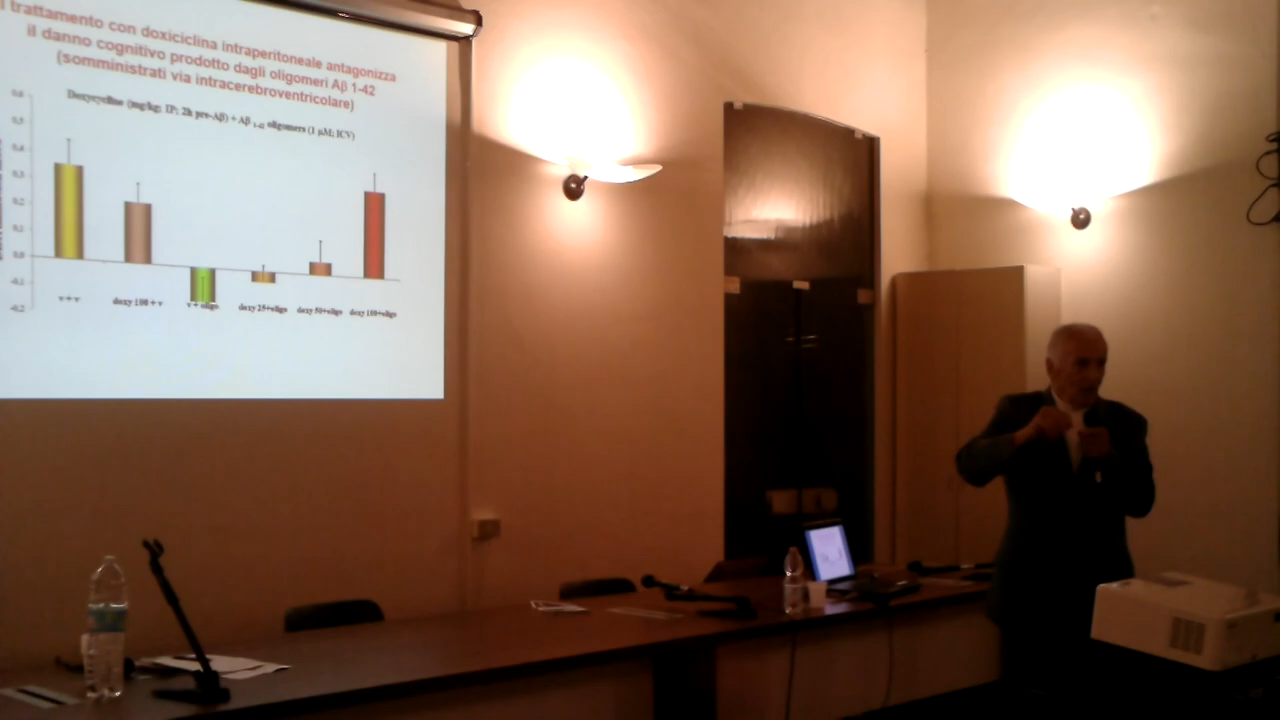 l trattamento con doxiciclina intraperitoneale antagonizza
il danno cognitivo prodotto dagli oligomeri Aβ 1-42
(somministrati via intracerebroventricolare)
Doxycycline (mg/kg; IP; 2h pre-Aβ) + Aβ 1-42 oligomers (1 µM; ICV)
0.6
0.5
0.4
0.3
0.2
0.1
0.0
-0.1
-0.2
v+v doxy 100+v v+oligo doxy 25+oligo doxy 50+oligo doxy 100+oligo